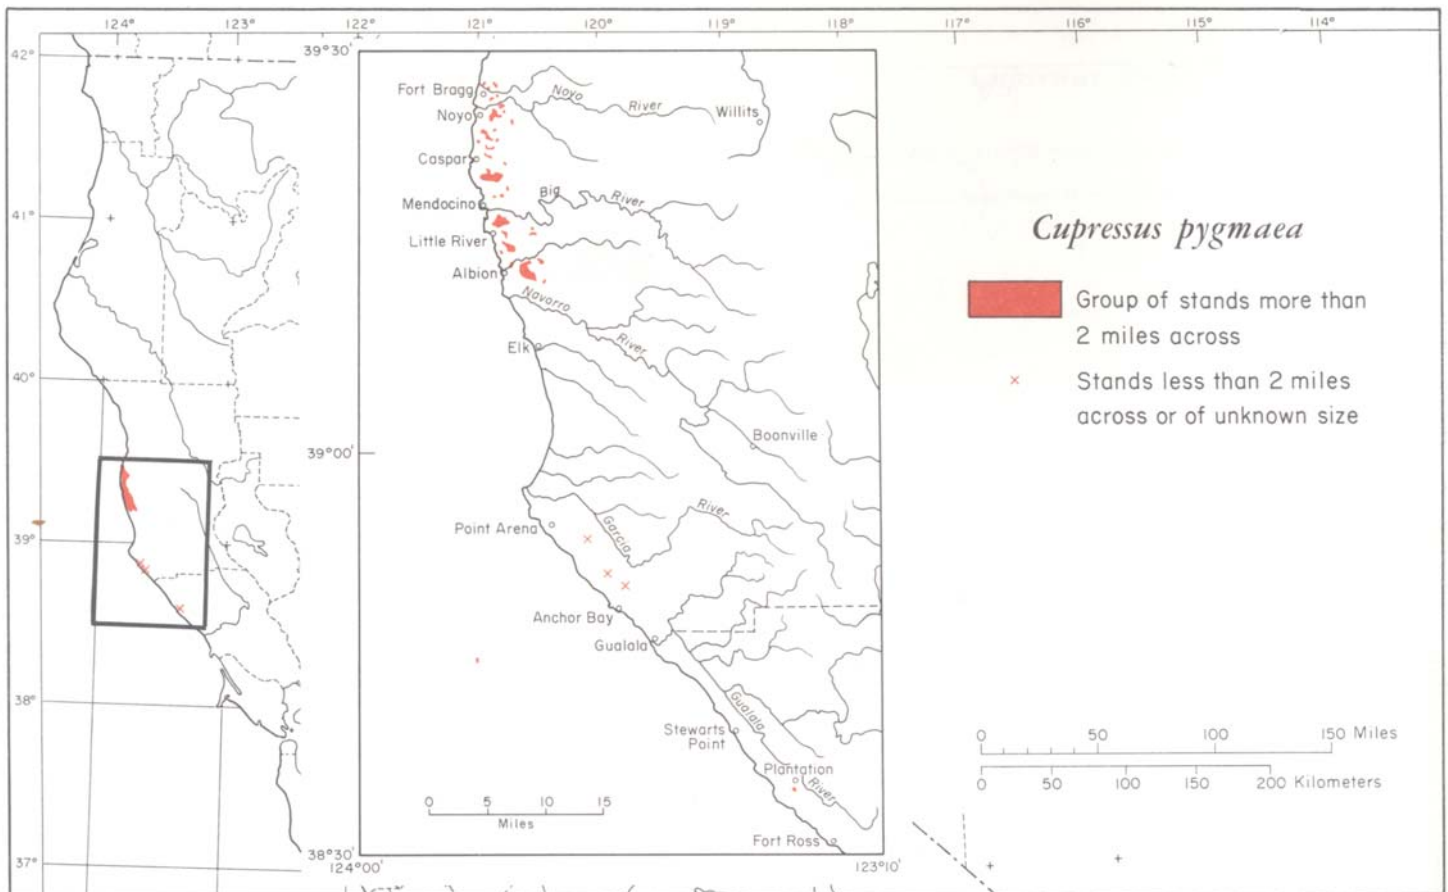 124° 123° 122° 121° 120° 119° 118° 117° 116° 115° 114°
42°
41°
40°
39°
38°
37°
39°30'
39°00'
38°30'
124°00'
123°10'
Fort Bragg
Noyo
River
Willits
Noyo
Caspar
Big
River
Mendocino
Little River
Albion
Navarro
River
Elk
Boonville
Point Arena
Garcia
River
Anchor Bay
Gualala
Gualala
River
Stewarts
Point
Plantation
Fort Ross
0 5 10 15
Miles
Cupressus pygmaea
Group of stands more than
2 miles across
Stands less than 2 miles
across or of unknown size
0 50 100 150 Miles
0 50 100 150 200 Kilometers